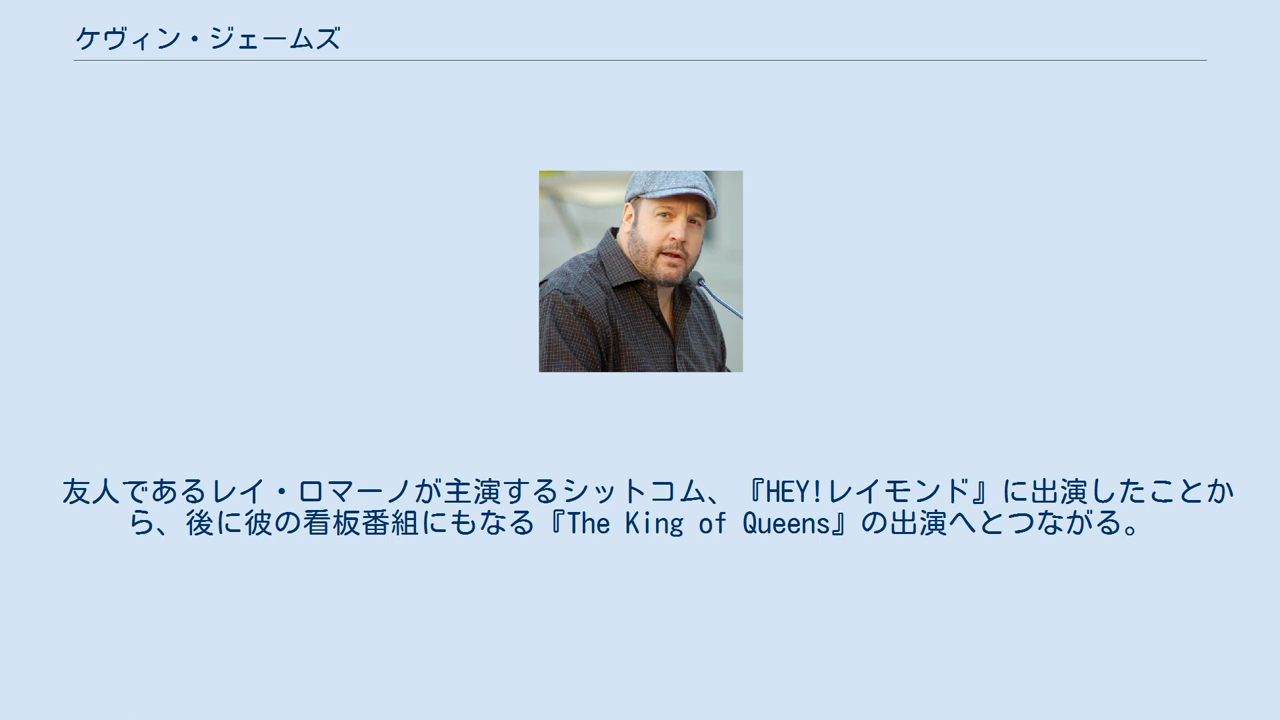 ケヴィン・ジェームズ
友人であるレイ・ロマーノが主演するシットコム、『HEY!レイモンド』に出演したことか
ら、後に彼の看板番組にもなる『The King of Queens』の出演へとつながる。